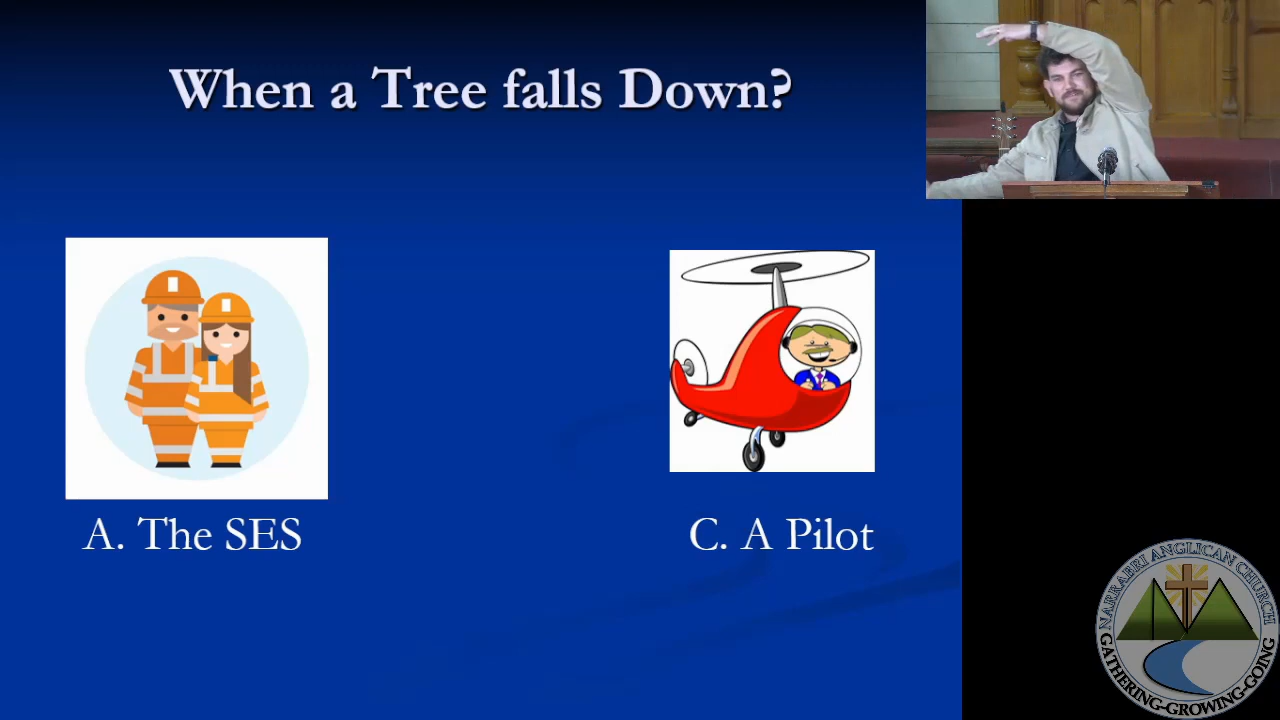 When a Tree falls Down?
A. The SES
C. A Pilot
NARRABRI ANGLICAN CHURCH
GATHERING-GROWING-GOING